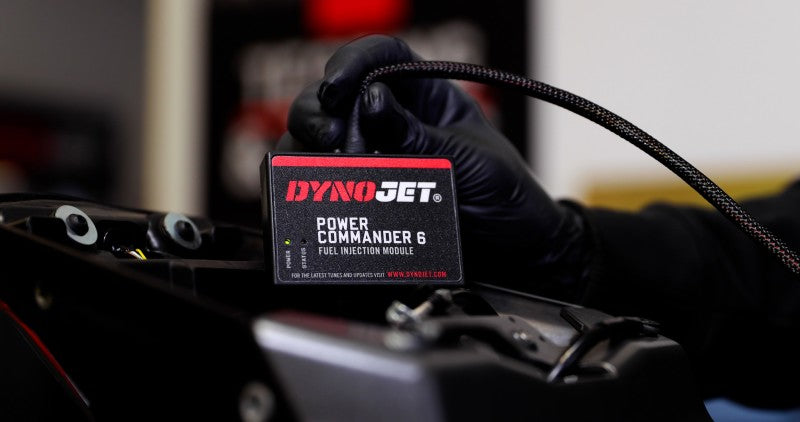 DYNOJET®
POWER
COMMANDER 6
FUEL INJECTION MODULE
POWER
STATUS
FOR THE LATEST TUNES AND UPDATES VISIT WWW.DYNOJET.COM